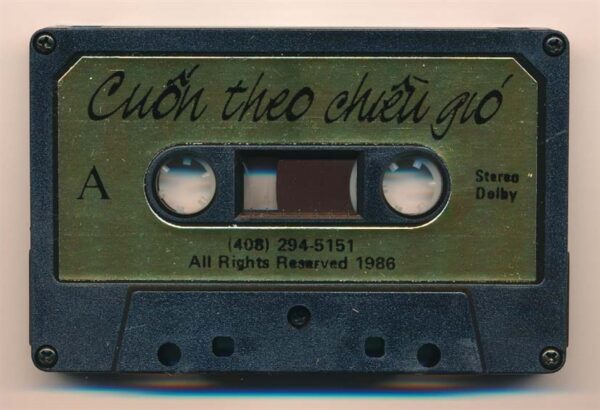 Cuốn theo chiều gió
A
Stereo
Dolby
(408) 294-5151
All Rights Reserved 1986